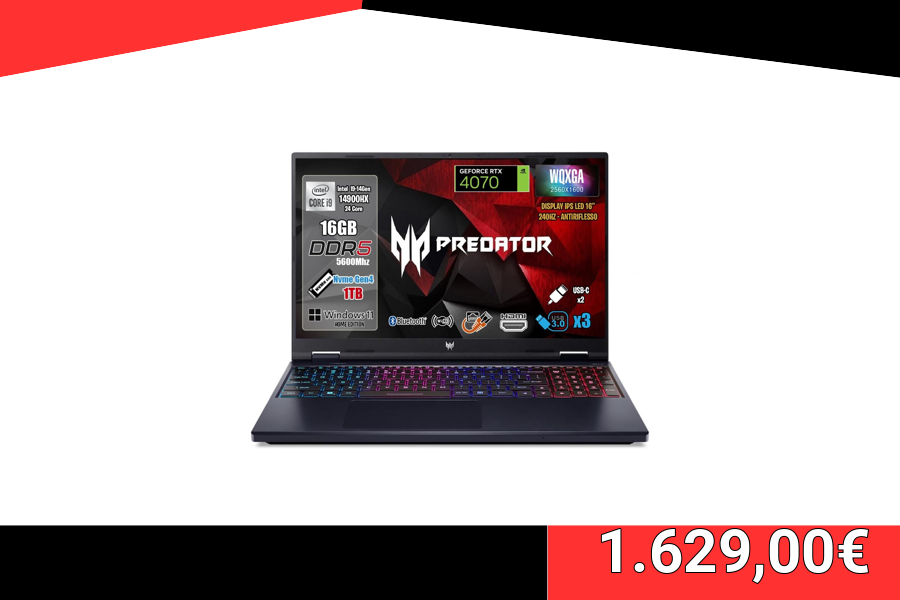 intel
CORE i9
Intel I9-14Gen
14900HX
24 Core
16GB
DDR5
5600Mhz
Nvme Gen4
1TB
Windows 11
HOME EDITION
GEFORCE RTX
4070
WQXGA
2560X1600
DISPLAY IPS LED 16"
240HZ - ANTIRIFLESSO
PREDATOR
USB-C
x2
Bluetooth
HDMI
USB
3.0
x3
1.629,00€